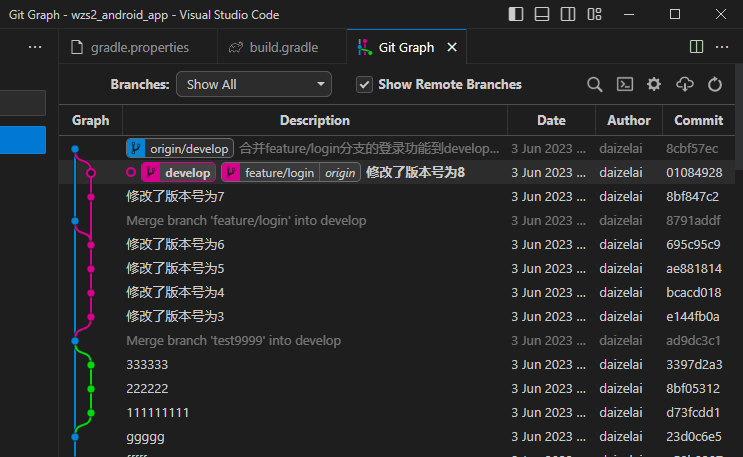 Git Graph - wzs2_android_app - Visual Studio Code
gradle.properties build.gradle Git Graph
Branches: Show All Show Remote Branches
Graph Description Date Author Commit
origin/develop 合并feature/login分支的登录功能到develop... 3 Jun 2023 ... daizelai 8cbf57ec
develop feature/login origin 修改了版本号为8 3 Jun 2023 ... daizelai 01084928
修改了版本号为7 3 Jun 2023 ... daizelai 8bf847c2
Merge branch 'feature/login' into develop 3 Jun 2023 ... daizelai 8791addf
修改了版本号为6 3 Jun 2023 ... daizelai 695c95c9
修改了版本号为5 3 Jun 2023 ... daizelai ae881814
修改了版本号为4 3 Jun 2023 ... daizelai bcacd018
修改了版本号为3 3 Jun 2023 ... daizelai e144fb0a
Merge branch 'test9999' into develop 3 Jun 2023 ... daizelai ad9dc3c1
333333 3 Jun 2023 ... daizelai 3397d2a3
222222 3 Jun 2023 ... daizelai 8bf05312
111111111 3 Jun 2023 ... daizelai d73fcdd1
ggggg 3 Jun 2023 ... daizelai 23d0c6e5